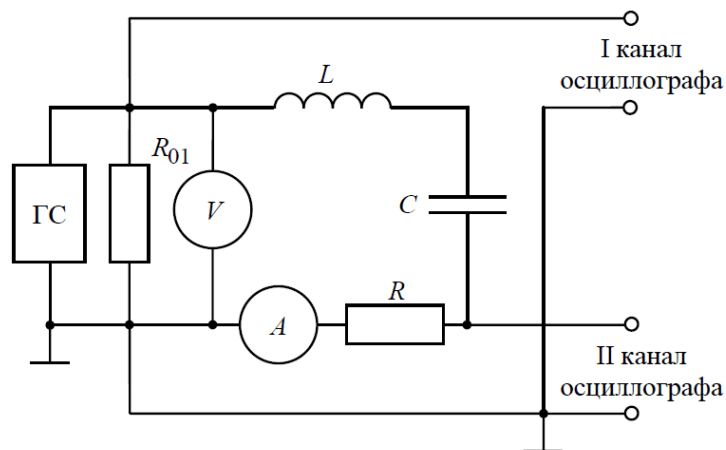 I канал
осциллографа
L
R01
ГС
V
C
R
A
II канал
осциллографа